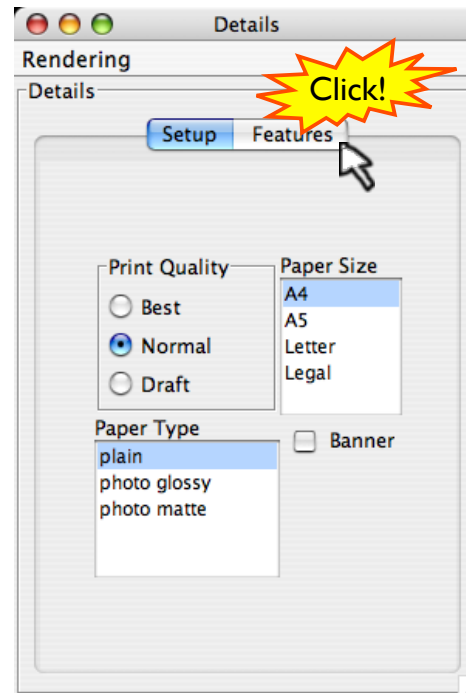 Details
Rendering
Click!
Details
Setup Features
Print Quality
Best
Normal
Draft
Paper Size
A4
A5
Letter
Legal
Paper Type
plain
photo glossy
photo matte
Banner